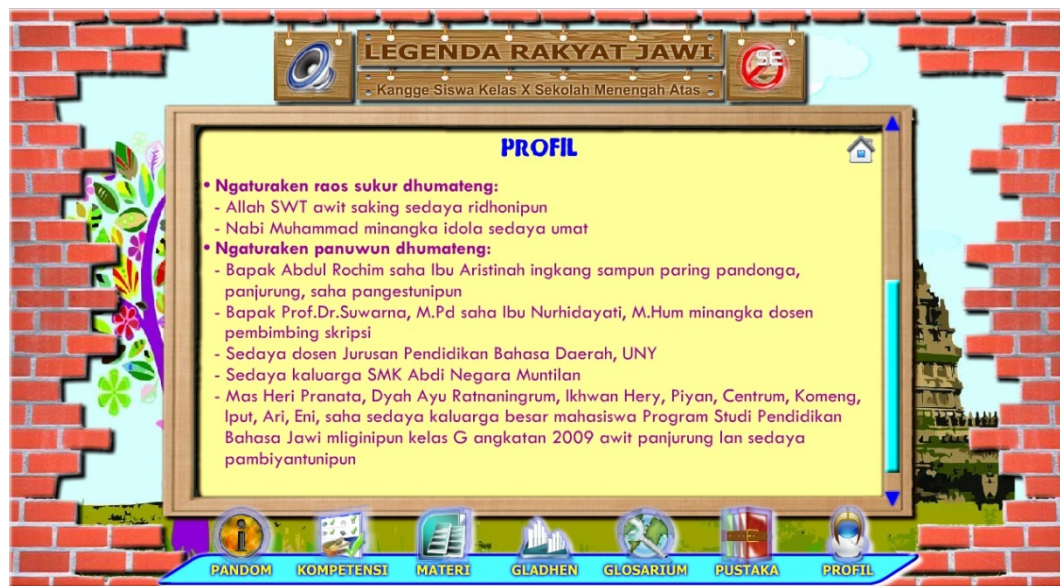 LEGENDA RAKYAT JAWI
Kangge Siswa Kelas X Sekolah Menengah Atas
SE
PROFIL
• Ngaturaken raos sukur dhumateng:
- Allah SWT awit saking sedaya ridhonipun
- Nabi Muhammad minangka idola sedaya umat
• Ngaturaken panuwun dhumateng:
- Bapak Abdul Rochim saha Ibu Aristinah ingkang sampun paring pandonga,
panjurung, saha pangestunipun
- Bapak Prof.Dr.Suwarna, M.Pd saha Ibu Nurhidayati, M.Hum minangka dosen
pembimbing skripsi
- Sedaya dosen Jurusan Pendidikan Bahasa Daerah, UNY
- Sedaya kaluarga SMK Abdi Negara Muntilan
- Mas Heri Pranata, Dyah Ayu Ratnaningrum, Ikhwan Hery, Piyan, Centrum, Komeng,
Iput, Ari, Eni, saha sedaya kaluarga besar mahasiswa Program Studi Pendidikan
Bahasa Jawi mliginipun kelas G angkatan 2009 awit panjurung lan sedaya
pambiyantunipun
PANDOM KOMPETENSI MATERI GLADHEN GLOSARIUM PUSTAKA PROFIL